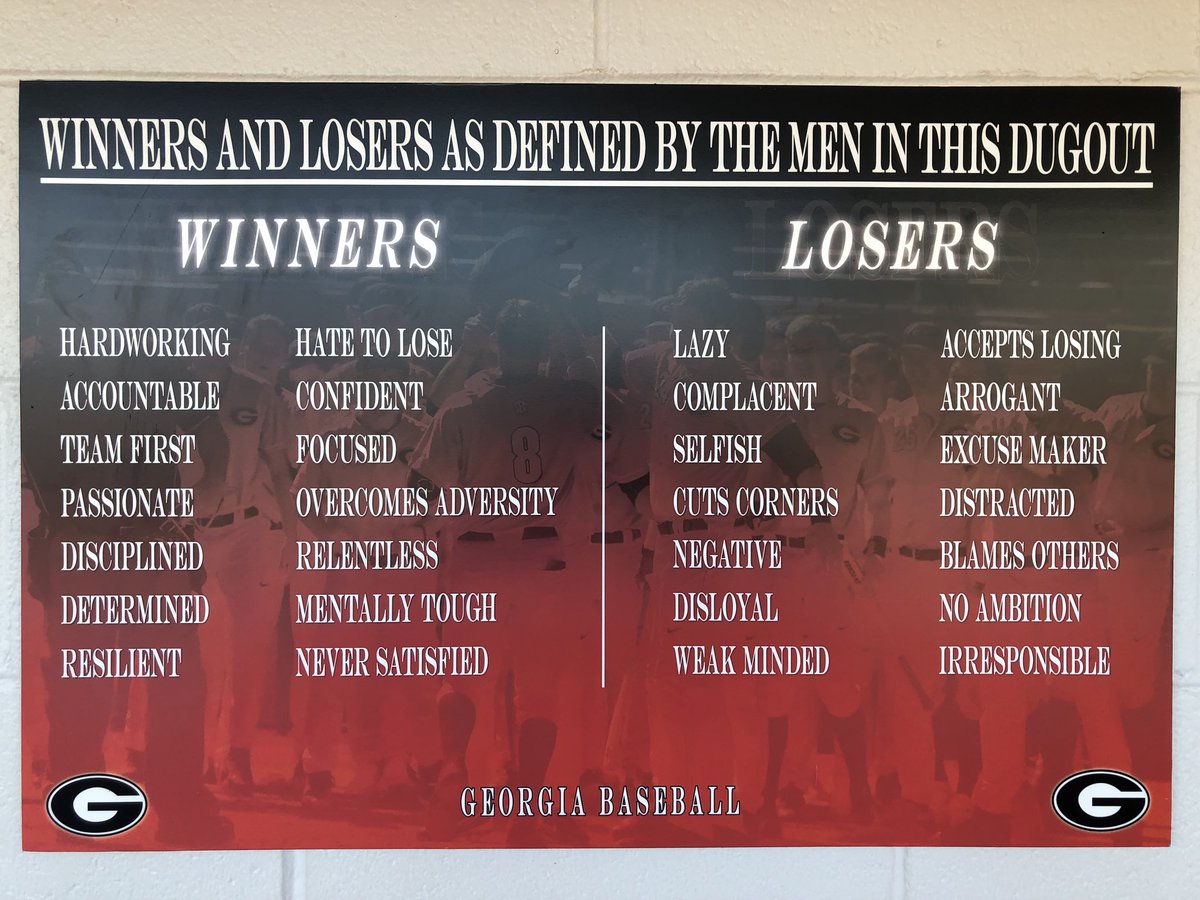 WINNERS AND LOSERS AS DEFINED BY THE MEN IN THIS DUGOUT
WINNERS
HARDWORKING HATE TO LOSE
ACCOUNTABLE CONFIDENT
TEAM FIRST FOCUSED
PASSIONATE OVERCOMES ADVERSITY
DISCIPLINED RELENTLESS
DETERMINED MENTALLY TOUGH
RESILIENT NEVER SATISFIED
LOSERS
LAZY ACCEPTS LOSING
COMPLACENT ARROGANT
SELFISH EXCUSE MAKER
CUTS CORNERS DISTRACTED
NEGATIVE BLAMES OTHERS
DISLOYAL NO AMBITION
WEAK MINDED IRRESPONSIBLE
8
25
G
GEORGIA BASEBALL
G